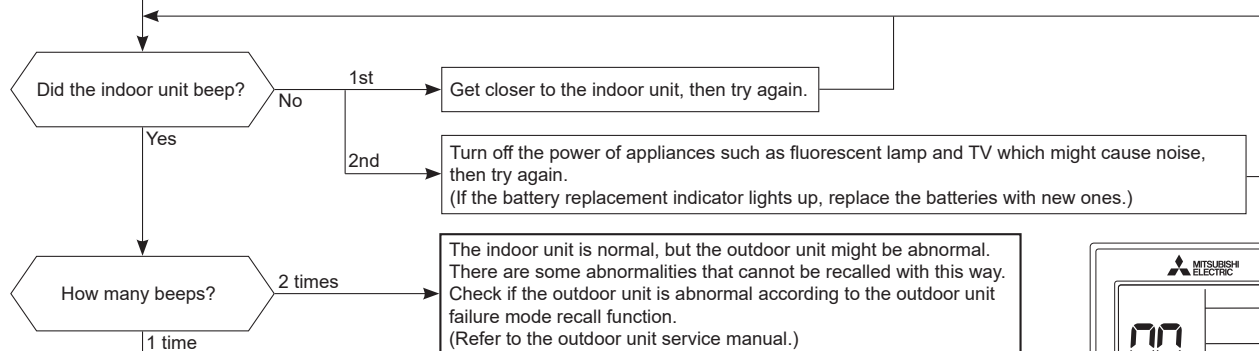 Did the indoor unit beep?
No
1st
Get closer to the indoor unit, then try again.
Yes
2nd
Turn off the power of appliances such as fluorescent lamp and TV which might cause noise,
then try again.
(If the battery replacement indicator lights up, replace the batteries with new ones.)
How many beeps?
2 times
The indoor unit is normal, but the outdoor unit might be abnormal.
There are some abnormalities that cannot be recalled with this way.
Check if the outdoor unit is abnormal according to the outdoor unit
failure mode recall function.
(Refer to the outdoor unit service manual.)
1 time
MITSUBISHI
ELECTRIC